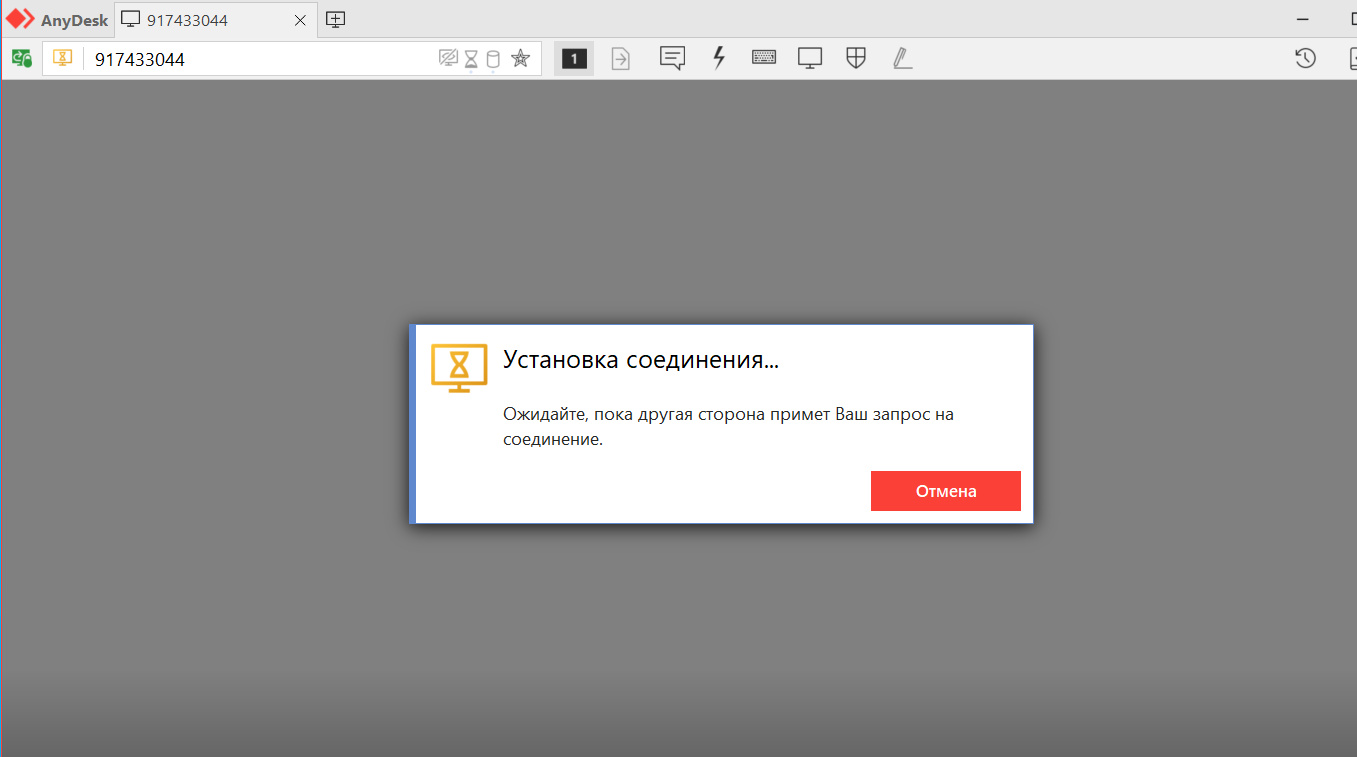 AnyDesk
917433044
917433044
1
Установка соединения...
Ожидайте, пока другая сторона примет Ваш запрос на
соединение.
Отмена